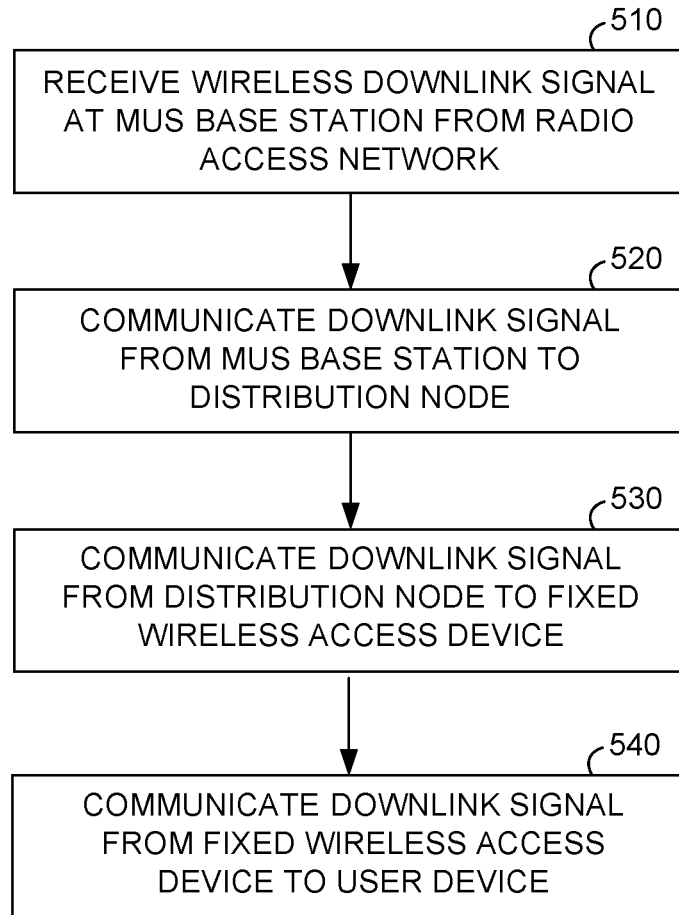 510
RECEIVE WIRELESS DOWNLINK SIGNAL
AT MUS BASE STATION FROM RADIO
ACCESS NETWORK
520
COMMUNICATE DOWNLINK SIGNAL
FROM MUS BASE STATION TO
DISTRIBUTION NODE
530
COMMUNICATE DOWNLINK SIGNAL
FROM DISTRIBUTION NODE TO FIXED
WIRELESS ACCESS DEVICE
540
COMMUNICATE DOWNLINK SIGNAL
FROM FIXED WIRELESS ACCESS
DEVICE TO USER DEVICE